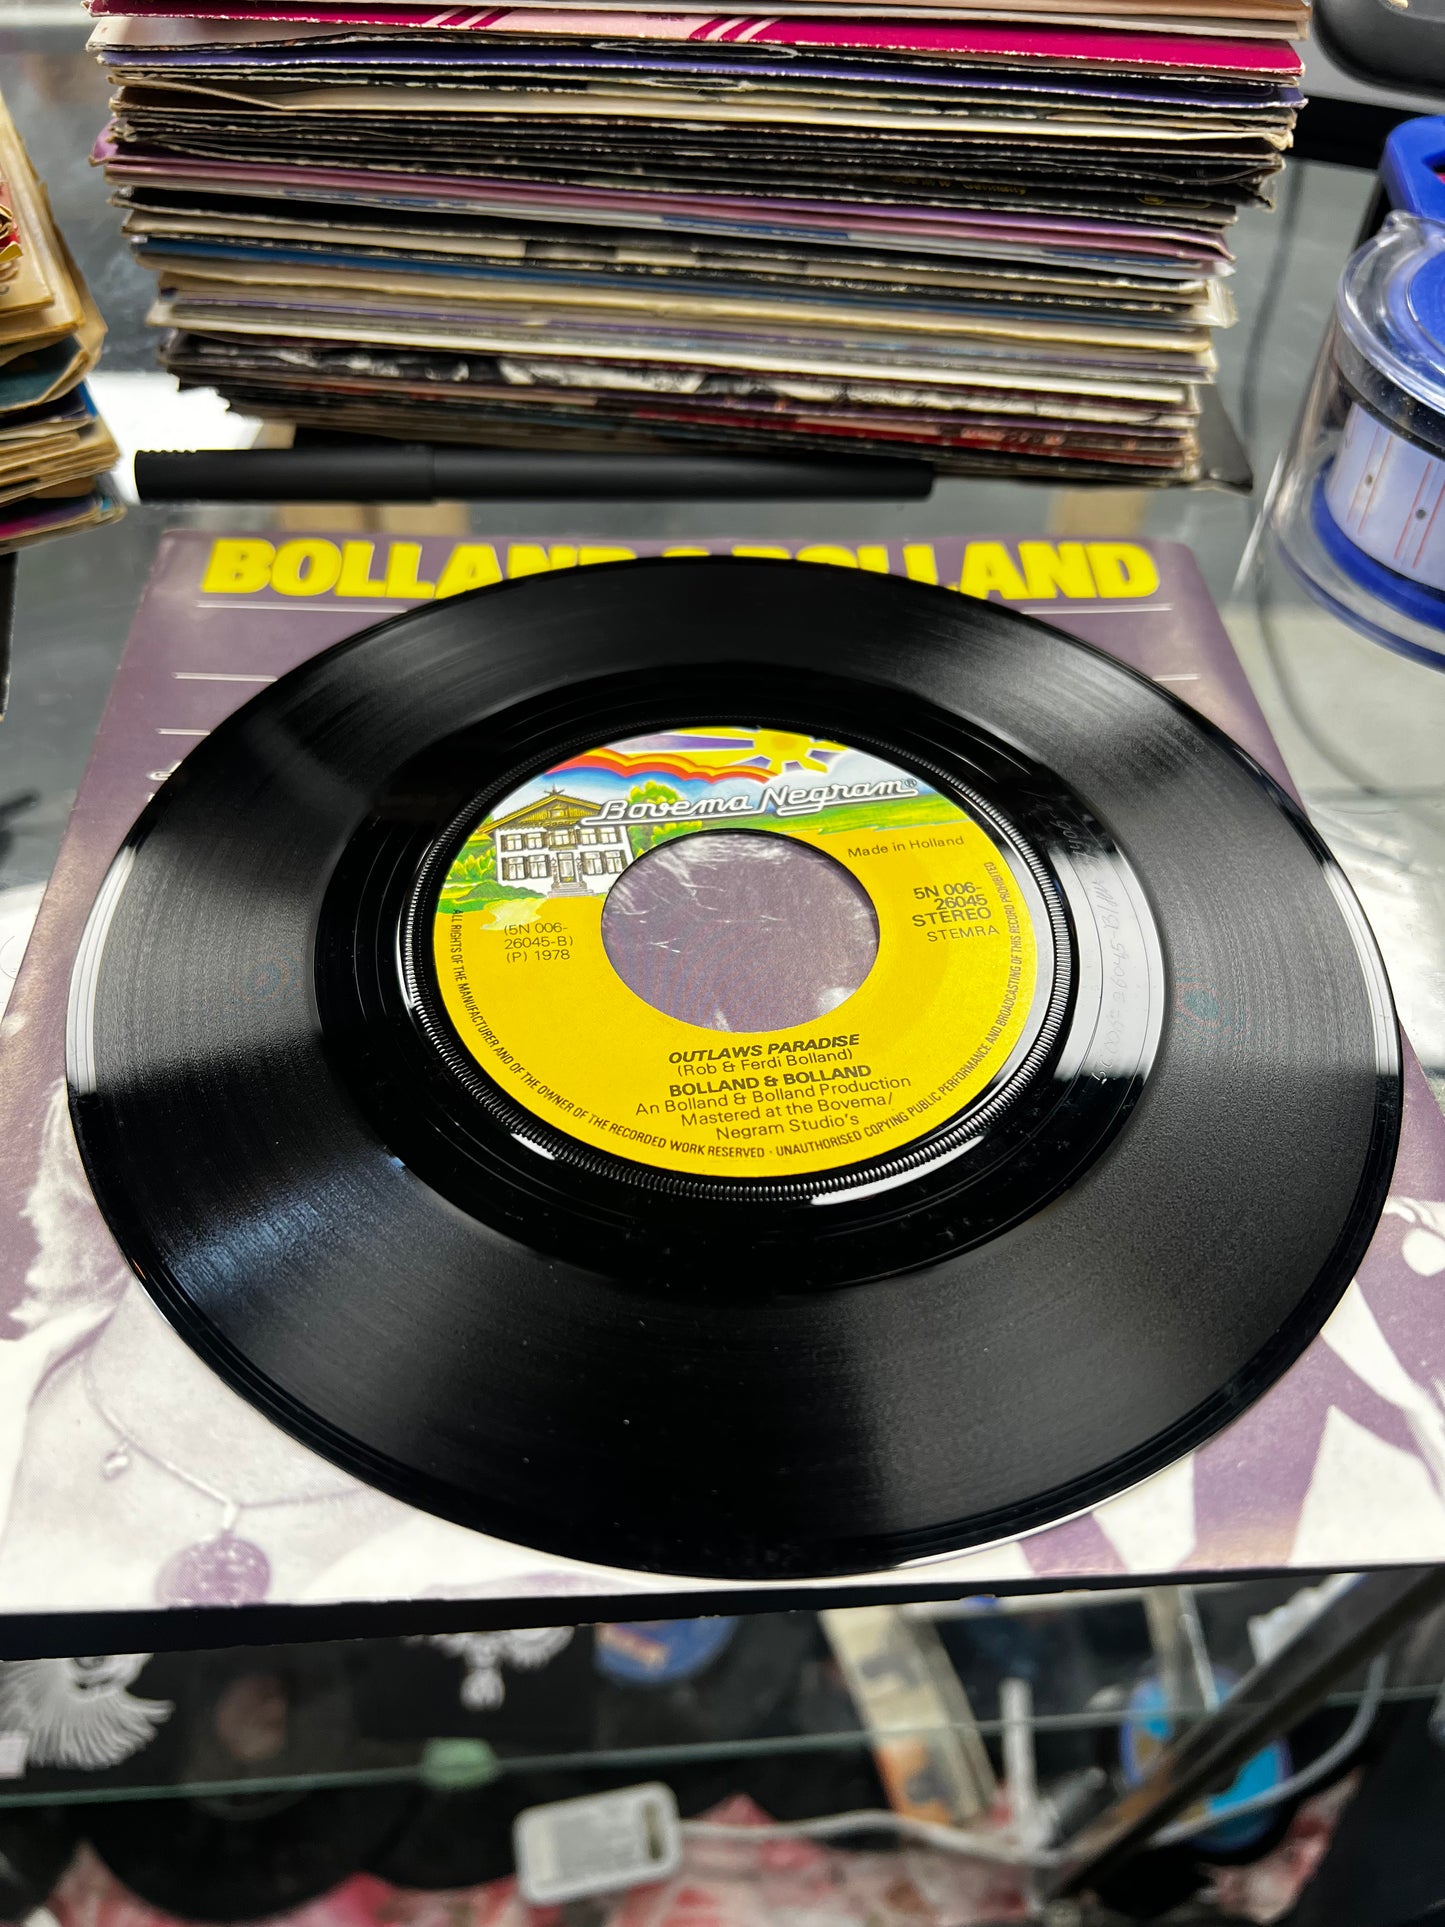 Made in W. Germany
BOLLAND & BOLLAND
Bovema Negram®
Made in Holland
5N 006-
26045
STEREO
STEMRA
(5N 006-
26045-B)
(P) 1978
OUTLAWS PARADISE
(Rob & Ferdi Bolland)
BOLLAND & BOLLAND
An Bolland & Bolland Production
Mastered at the Bovema/
Negram Studio's
ALL RIGHTS OF THE MANUFACTURER AND OF THE OWNER OF THE RECORDED WORK RESERVED · UNAUTHORISED COPYING PUBLIC PERFORMANCE AND BROADCASTING OF THIS RECORD PROHIBITED